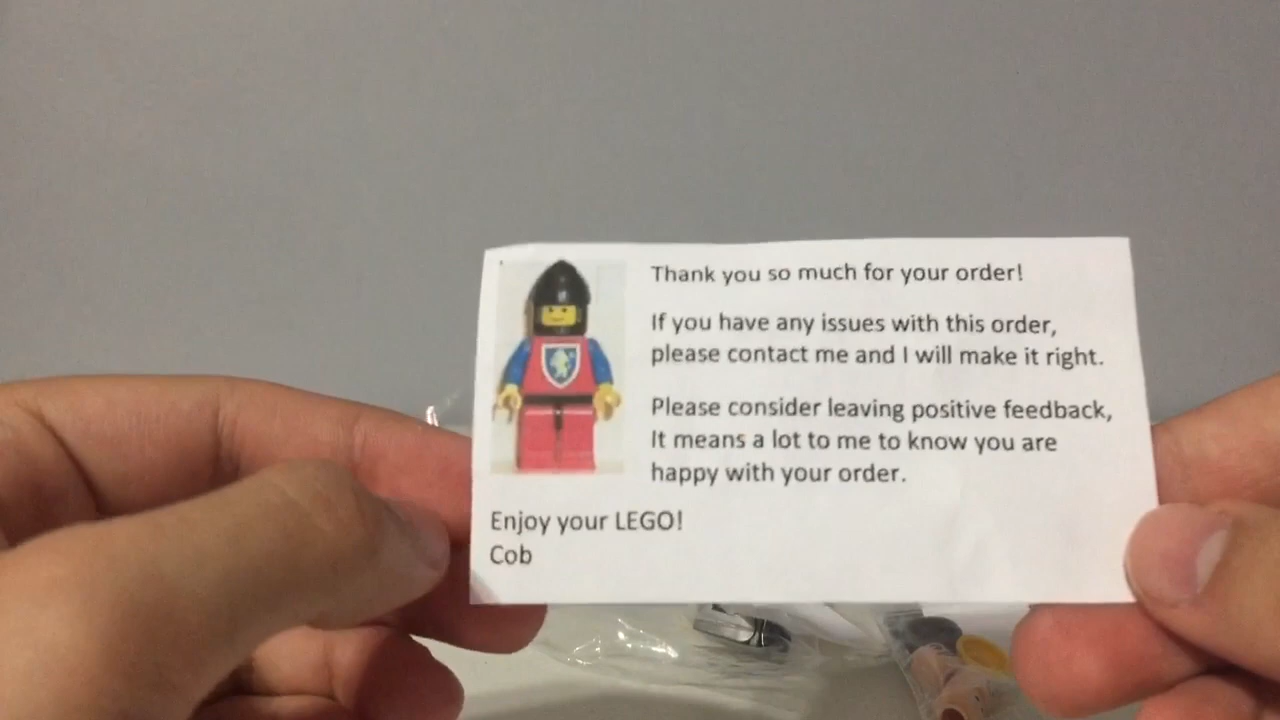 Thank you so much for your order!
If you have any issues with this order,
please contact me and I will make it right.
Please consider leaving positive feedback,
It means a lot to me to know you are
happy with your order.
Enjoy your LEGO!
Cob